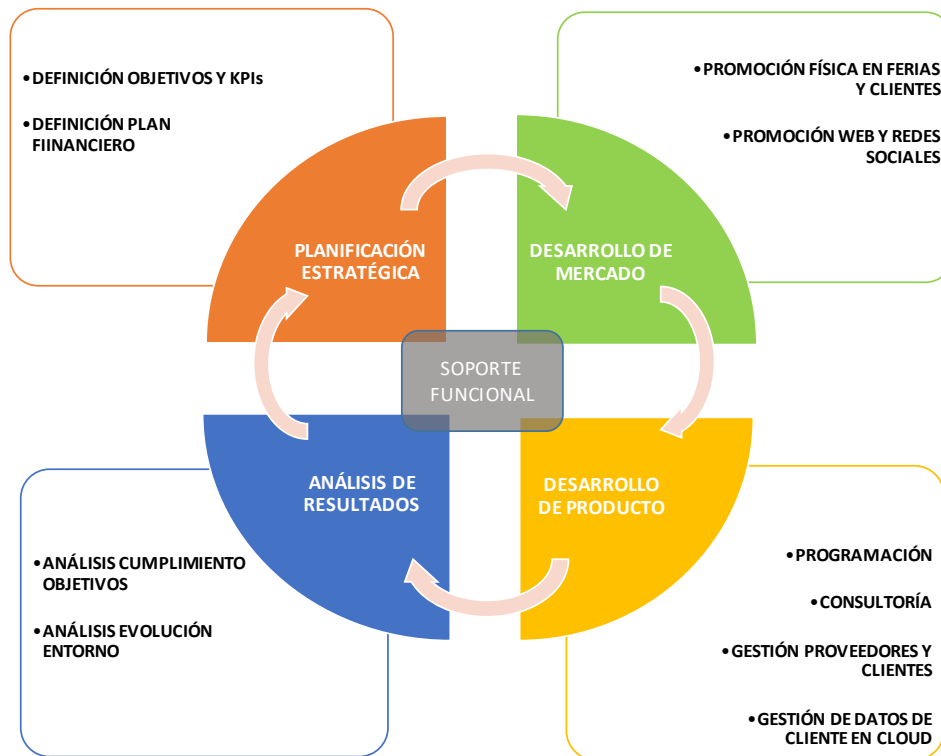 •DEFINICIÓN OBJETIVOS Y KPIs
•DEFINICIÓN PLAN
FIINANCIERO
•PROMOCIÓN FÍSICA EN FERIAS
Y CLIENTES
•PROMOCIÓN WEB Y REDES
SOCIALES
PLANIFICACIÓN
ESTRATÉGICA
DESARROLLO DE
MERCADO
SOPORTE
FUNCIONAL
ANÁLISIS DE
RESULTADOS
DESARROLLO
DE PRODUCTO
•ANÁLISIS CUMPLIMIENTO
OBJETIVOS
•ANÁLISIS EVOLUCIÓN
ENTORNO
•PROGRAMACIÓN
•CONSULTORÍA
•GESTIÓN PROVEEDORES Y
CLIENTES
•GESTIÓN DE DATOS DE
CLIENTE EN CLOUD